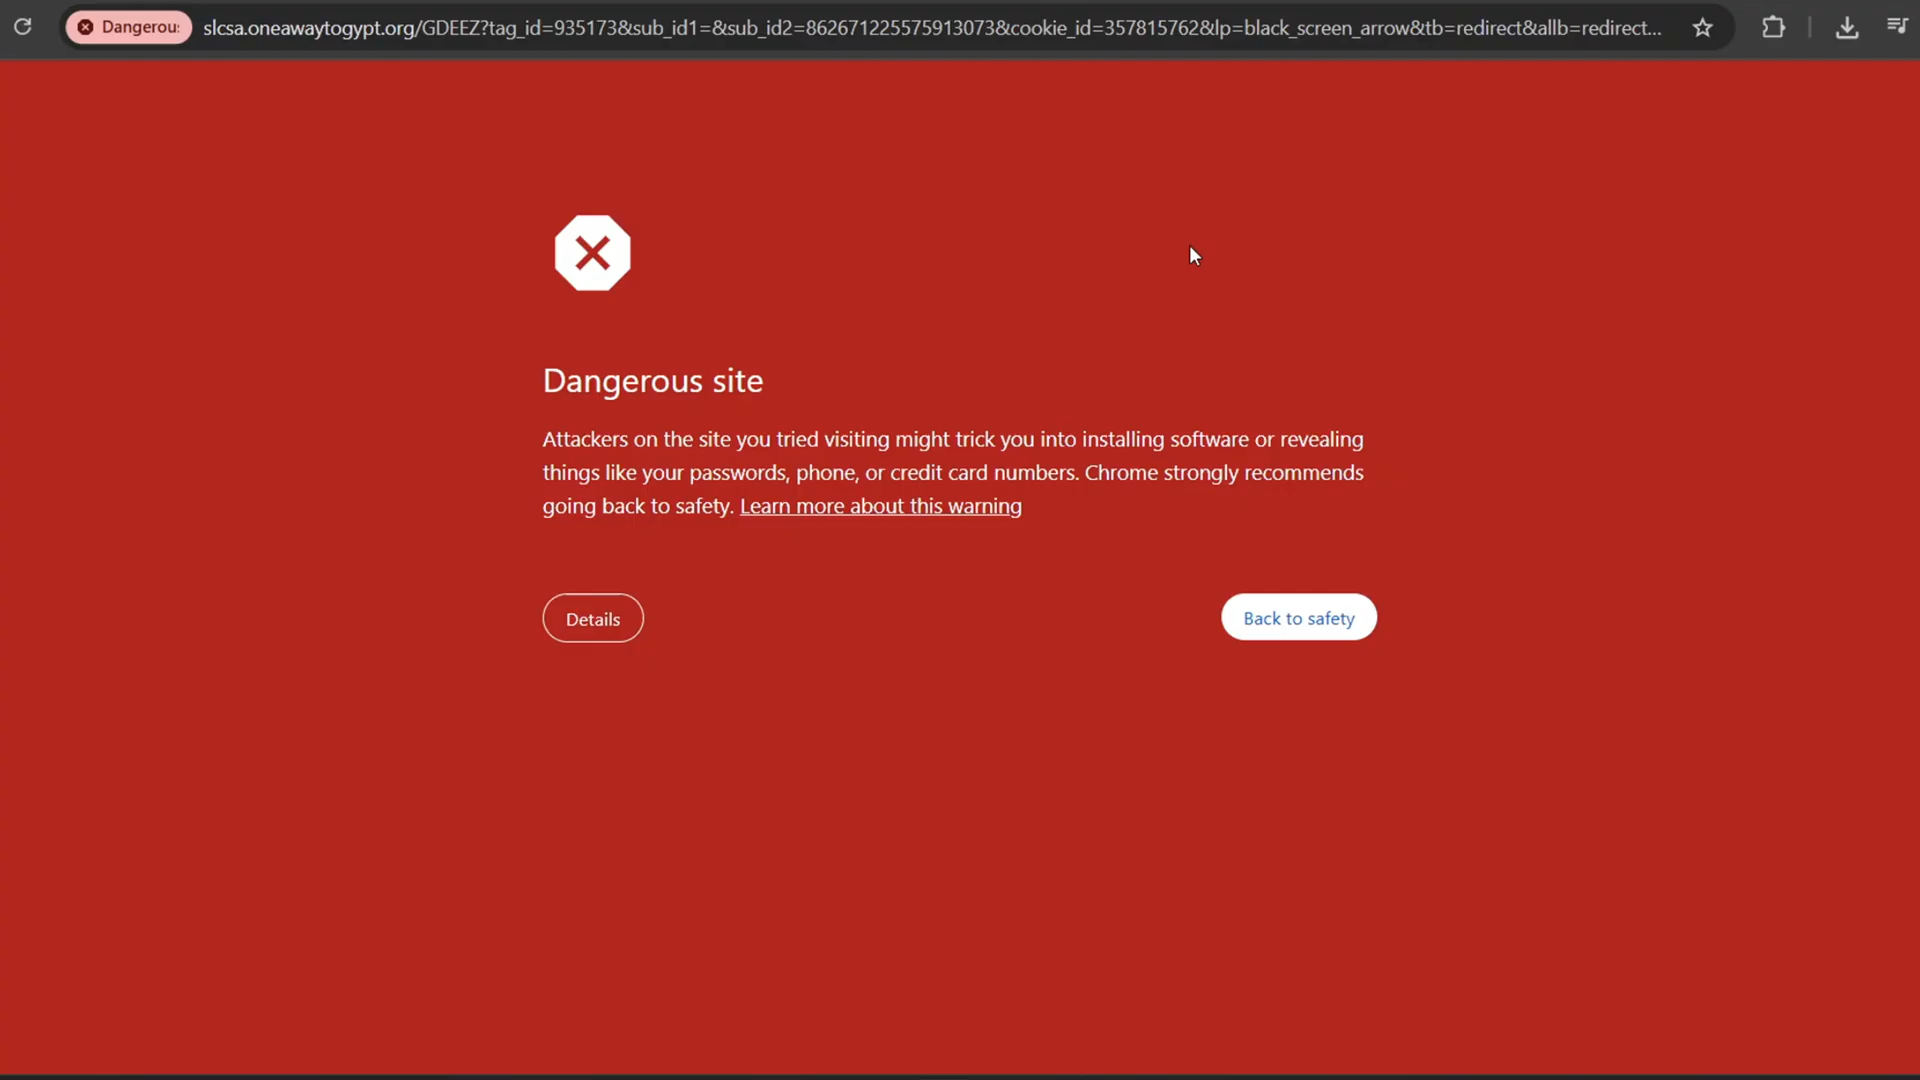 Dangerou
slcsa.oneawaytogypt.org/GDEEZ?tag_id=935173&sub_id1=&sub_id2=862671225575913073&cookie_id=357815762&lp=black_screen_arrow&tb=redirect&allb=redirect...
Dangerous site
Attackers on the site you tried visiting might trick you into installing software or revealing
things like your passwords, phone, or credit card numbers. Chrome strongly recommends
going back to safety. Learn more about this warning
Details
Back to safety